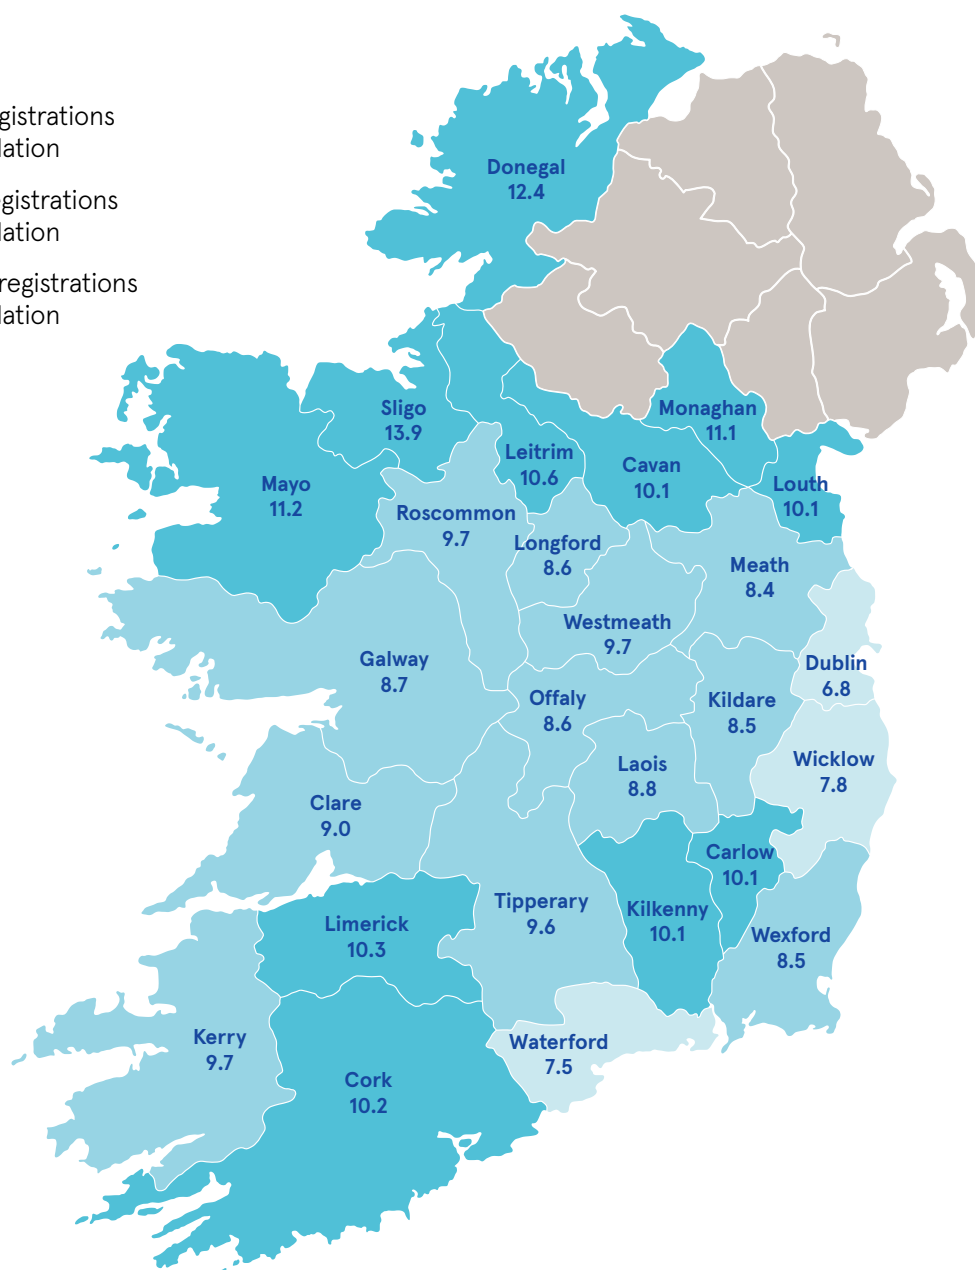 gistrations
lation
gistrations
lation
registrations
lation
Donegal
12.4
Sligo
13.9
Monaghan
11.1
Leitrim
10.6
Cavan
10.1
Mayo
11.2
Louth
10.1
Roscommon
9.7
Longford
8.6
Meath
8.4
Westmeath
9.7
Galway
8.7
Dublin
6.8
Offaly
8.6
Kildare
8.5
Laois
8.8
Wicklow
7.8
Clare
9.0
Carlow
10.1
Tipperary
9.6
Kilkenny
10.1
Limerick
10.3
Wexford
8.5
Kerry
9.7
Waterford
7.5
Cork
10.2